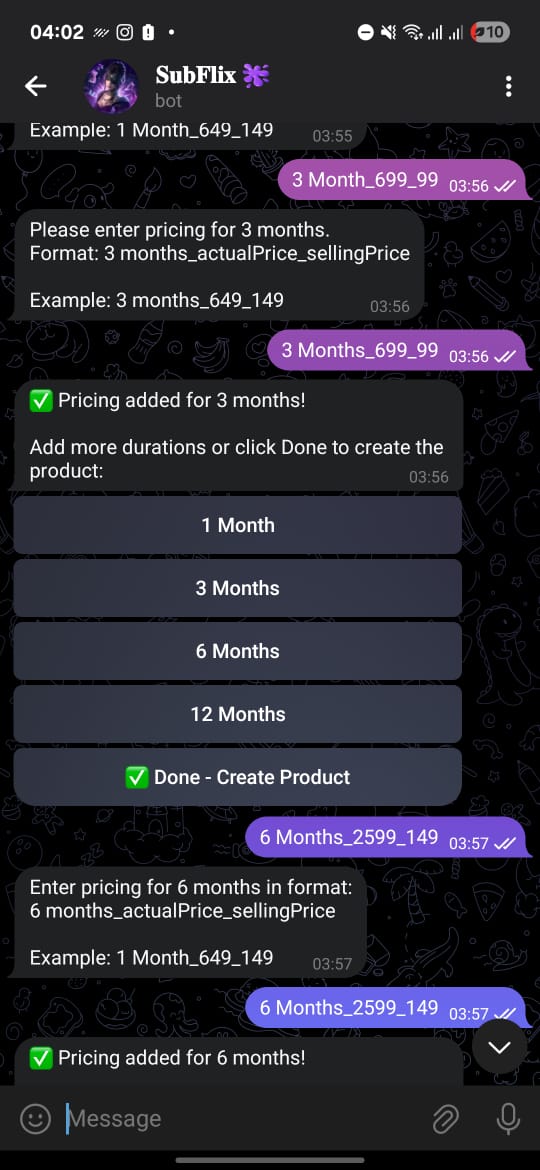 04:02
10
SubFlix
bot
Example: 1 Month_649_149
03:55
3 Month_699_99 03:56
Please enter pricing for 3 months.
Format: 3 months_actualPrice_sellingPrice
Example: 3 months_649_149
03:56
3 Months_699_99 03:56
✅ Pricing added for 3 months!
Add more durations or click Done to create the
product:
03:56
1 Month
3 Months
6 Months
12 Months
✅ Done - Create Product
6 Months_2599_149 03:57
Enter pricing for 6 months in format:
6 months_actualPrice_sellingPrice
Example: 1 Month_649_149
03:57
6 Months_2599_149 03:57
✅ Pricing added for 6 months!
Message